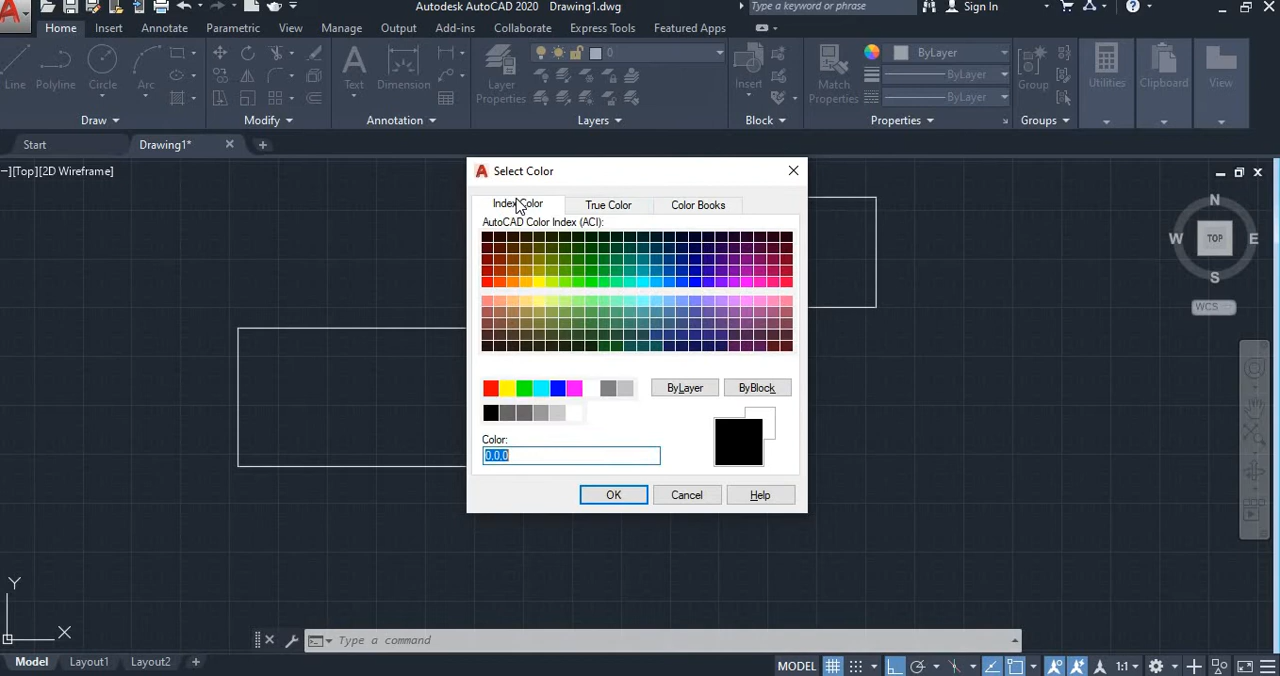 Autodesk AutoCAD 2020 Drawing1.dwg Type a keyword or phrase Sign In
Home Insert Annotate Parametric View Manage Output Add-ins Collaborate Express Tools Featured Apps
0 ByLayer
Line Polyline Circle Arc Text Dimension Layer Properties Insert Match Properties ByLayer Group Utilities Clipboard View
ByLayer
Draw Modify Annotation Layers Block Properties Groups
Start Drawing1*
−][Top][2D Wireframe]
Select Color
Index Color True Color Color Books
AutoCAD Color Index (ACI):
ByLayer ByBlock
Color:
0,0,0
OK Cancel Help
N
W TOP E
S
WCS
Y
X
Type a command
Model Layout1 Layout2 MODEL 1:1